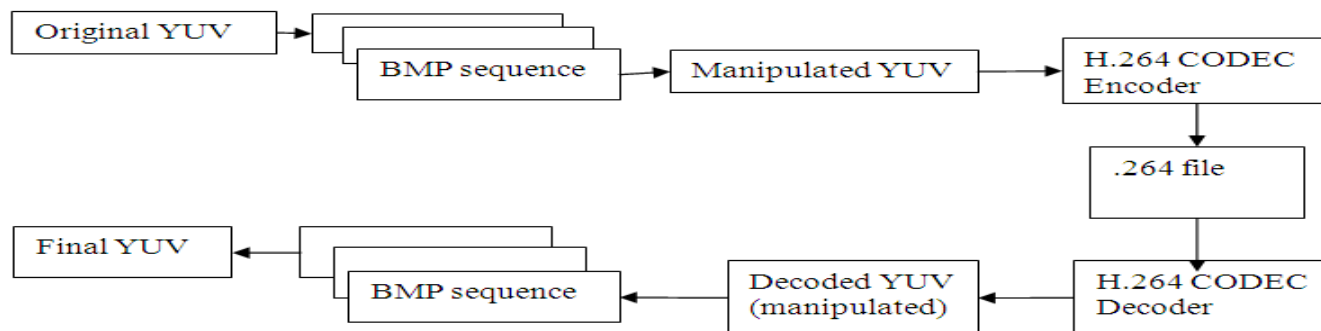 Original YUV
BMP sequence
Manipulated YUV
H.264 CODEC
Encoder
.264 file
H.264 CODEC
Decoder
Decoded YUV
(manipulated)
BMP sequence
Final YUV